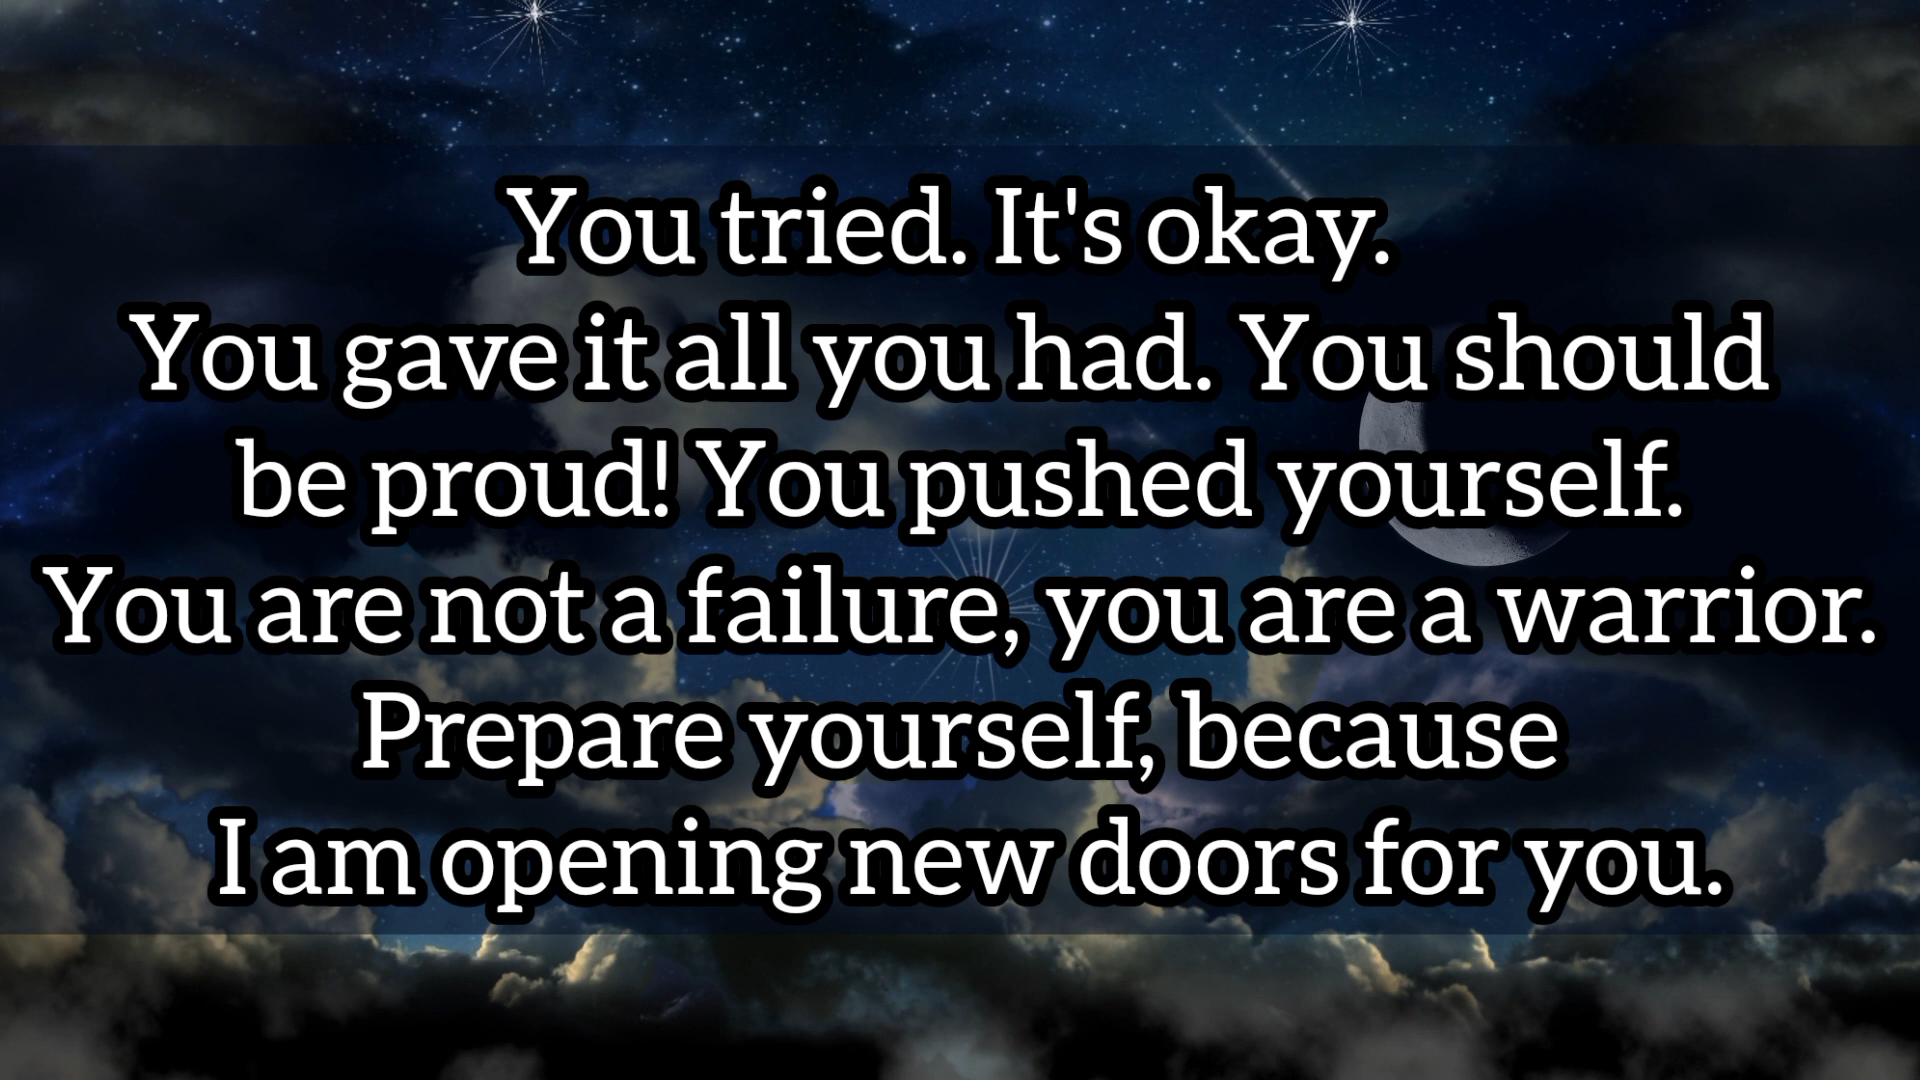 You tried. It's okay.
You gave it all you had. You should
be proud! You pushed yourself.
You are not a failure, you are a warrior.
Prepare yourself, because
I am opening new doors for you.